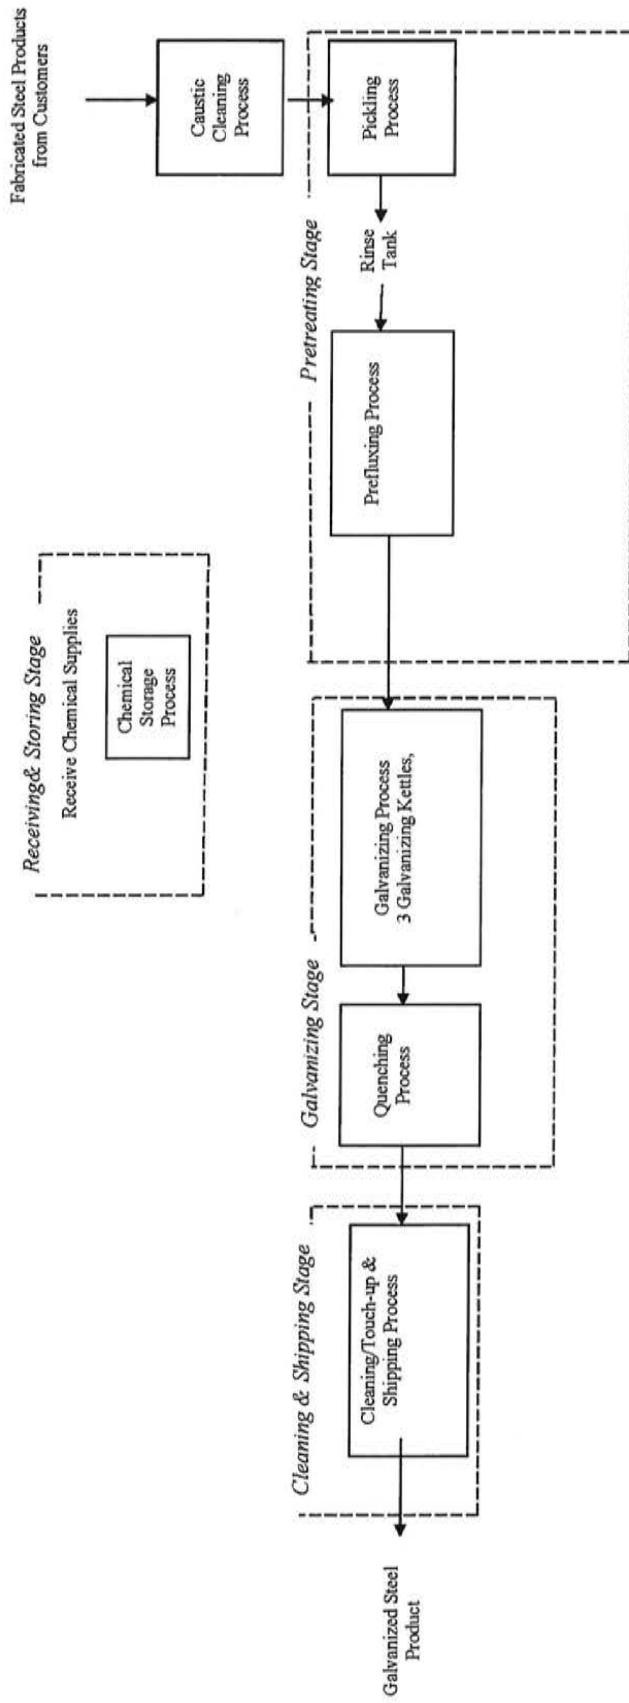 Fabricated Steel Products
from Customers
Caustic
Cleaning
Process
Pretreating Stage
Pickling
Process
Rinse
Tank
Prefluxing Process
Receiving& Storing Stage
Receive Chemical Supplies
Chemical
Storage
Process
Galvanizing Stage
Galvanizing Process
3 Galvanizing Kettles,
Quenching
Process
Cleaning & Shipping Stage
Cleaning/Touch-up &
Shipping Process
Galvanized Steel
Product